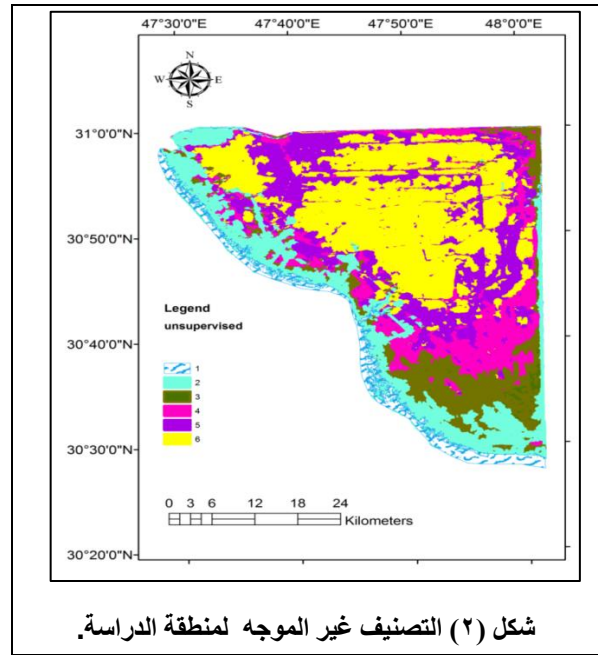 47°30'0"E 47°40'0"E 47°50'0"E 48°0'0"E
N
W E
S
31°0'0"N
30°50'0"N
30°40'0"N
30°30'0"N
30°20'0"N
Legend
unsupervised
1
2
3
4
5
6
0 3 6 12 18 24
Kilometers
شكل (٢) التصنيف غير الموجه لمنطقة الدراسة.